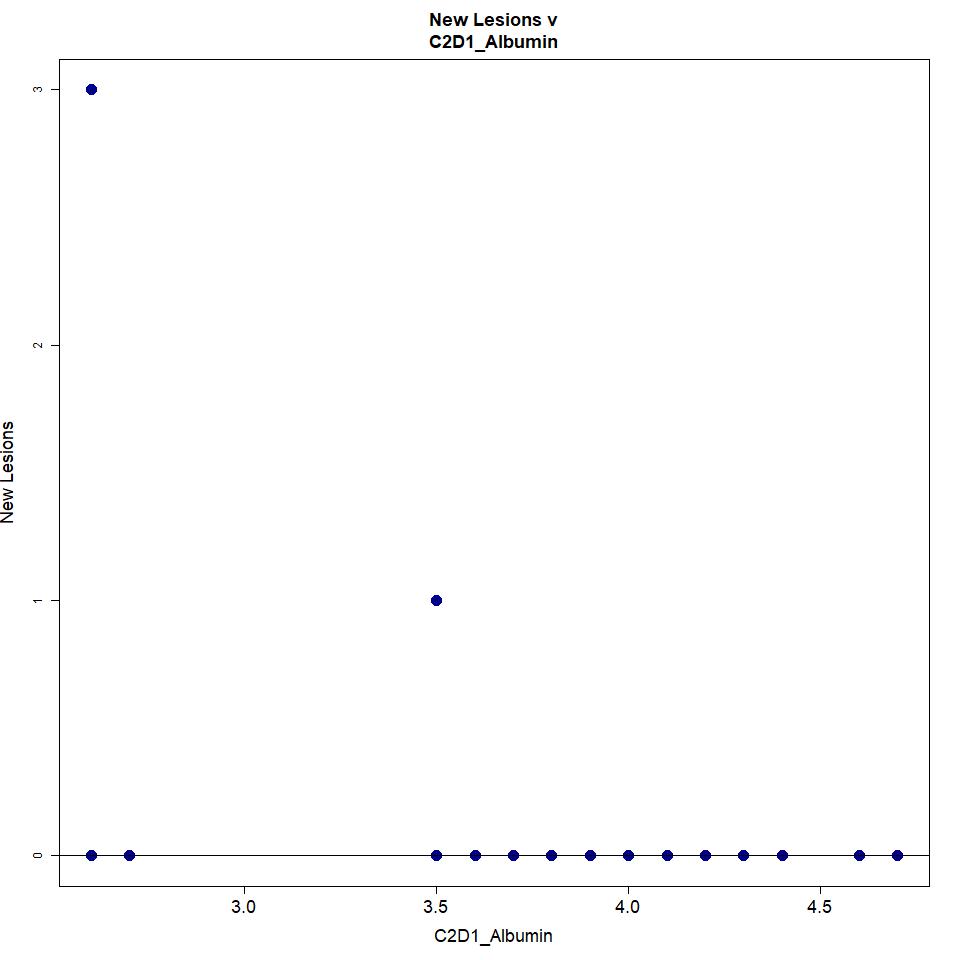 New Lesions v
C2D1_Albumin
3
2
1
0
New Lesions
3.0 3.5 4.0 4.5
C2D1_Albumin